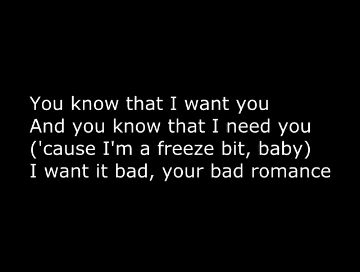 You know that I want you
And you know that I need you
('cause I'm a freeze bit, baby)
I want it bad, your bad romance